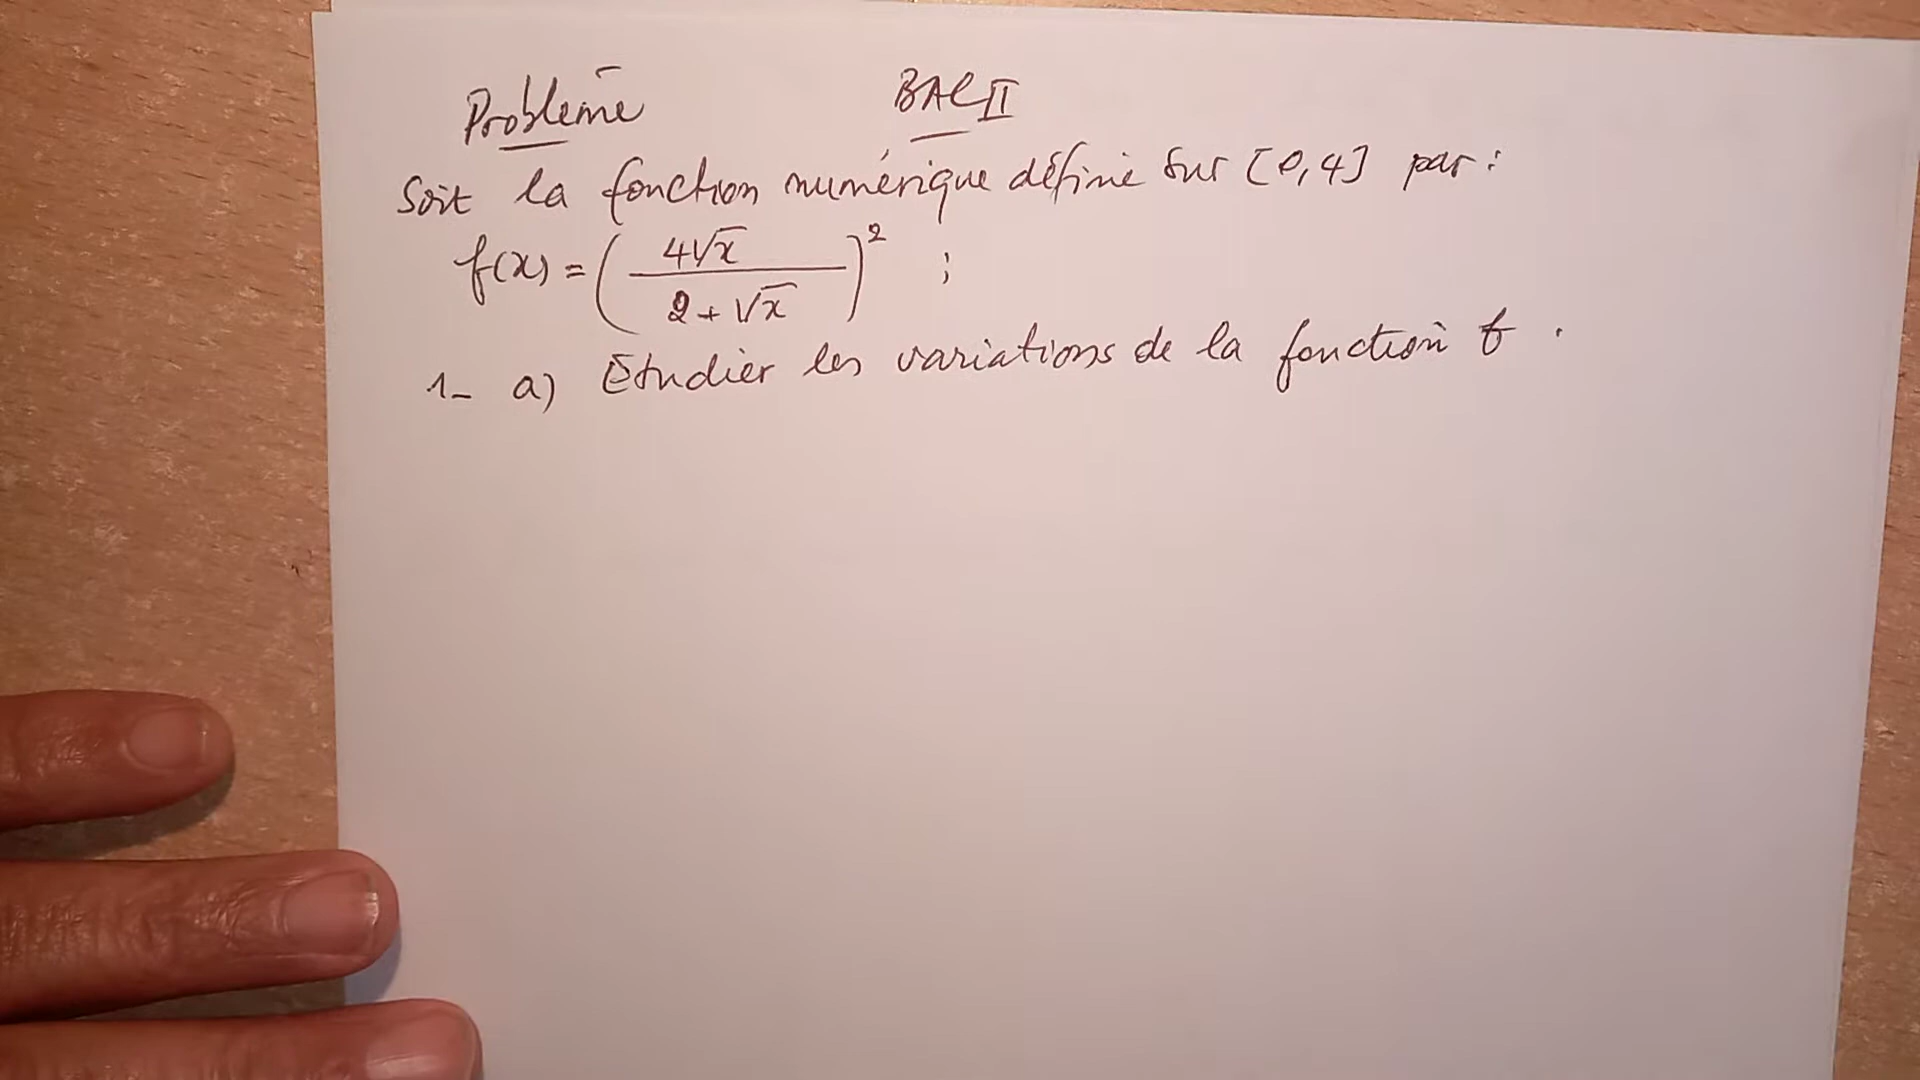 Problème BAC II
Soit la fonction numérique définie sur [0,4] par :
f(x) = ( 4√x / 2+√x )² ;
1- a) Etudier les variations de la fonction f .